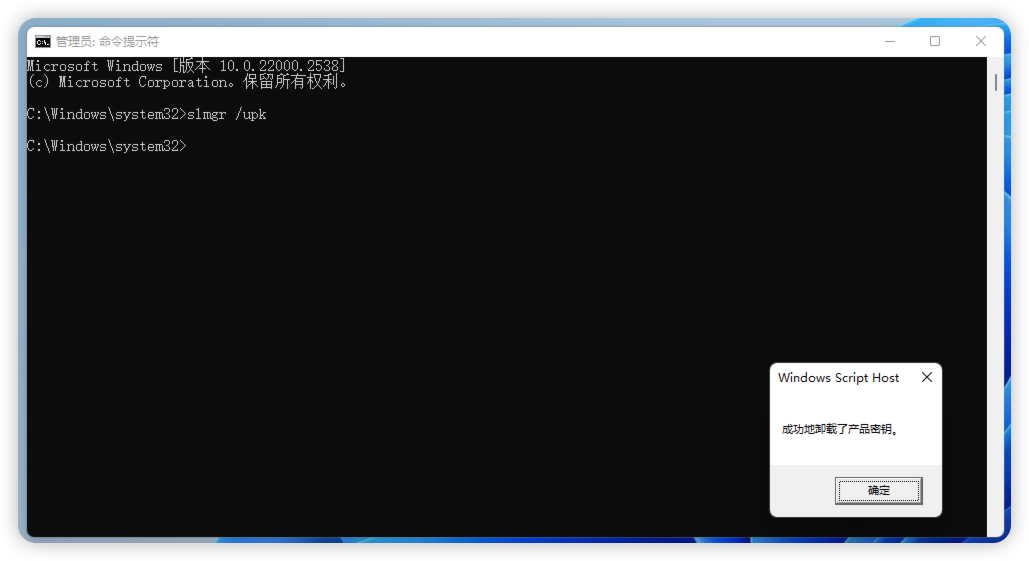 管理员: 命令提示符
Microsoft Windows [版本 10.0.22000.2538]
(c) Microsoft Corporation。保留所有权利。
C:\Windows\system32>slmgr /upk
C:\Windows\system32>
Windows Script Host
成功地卸载了产品密钥。
确定